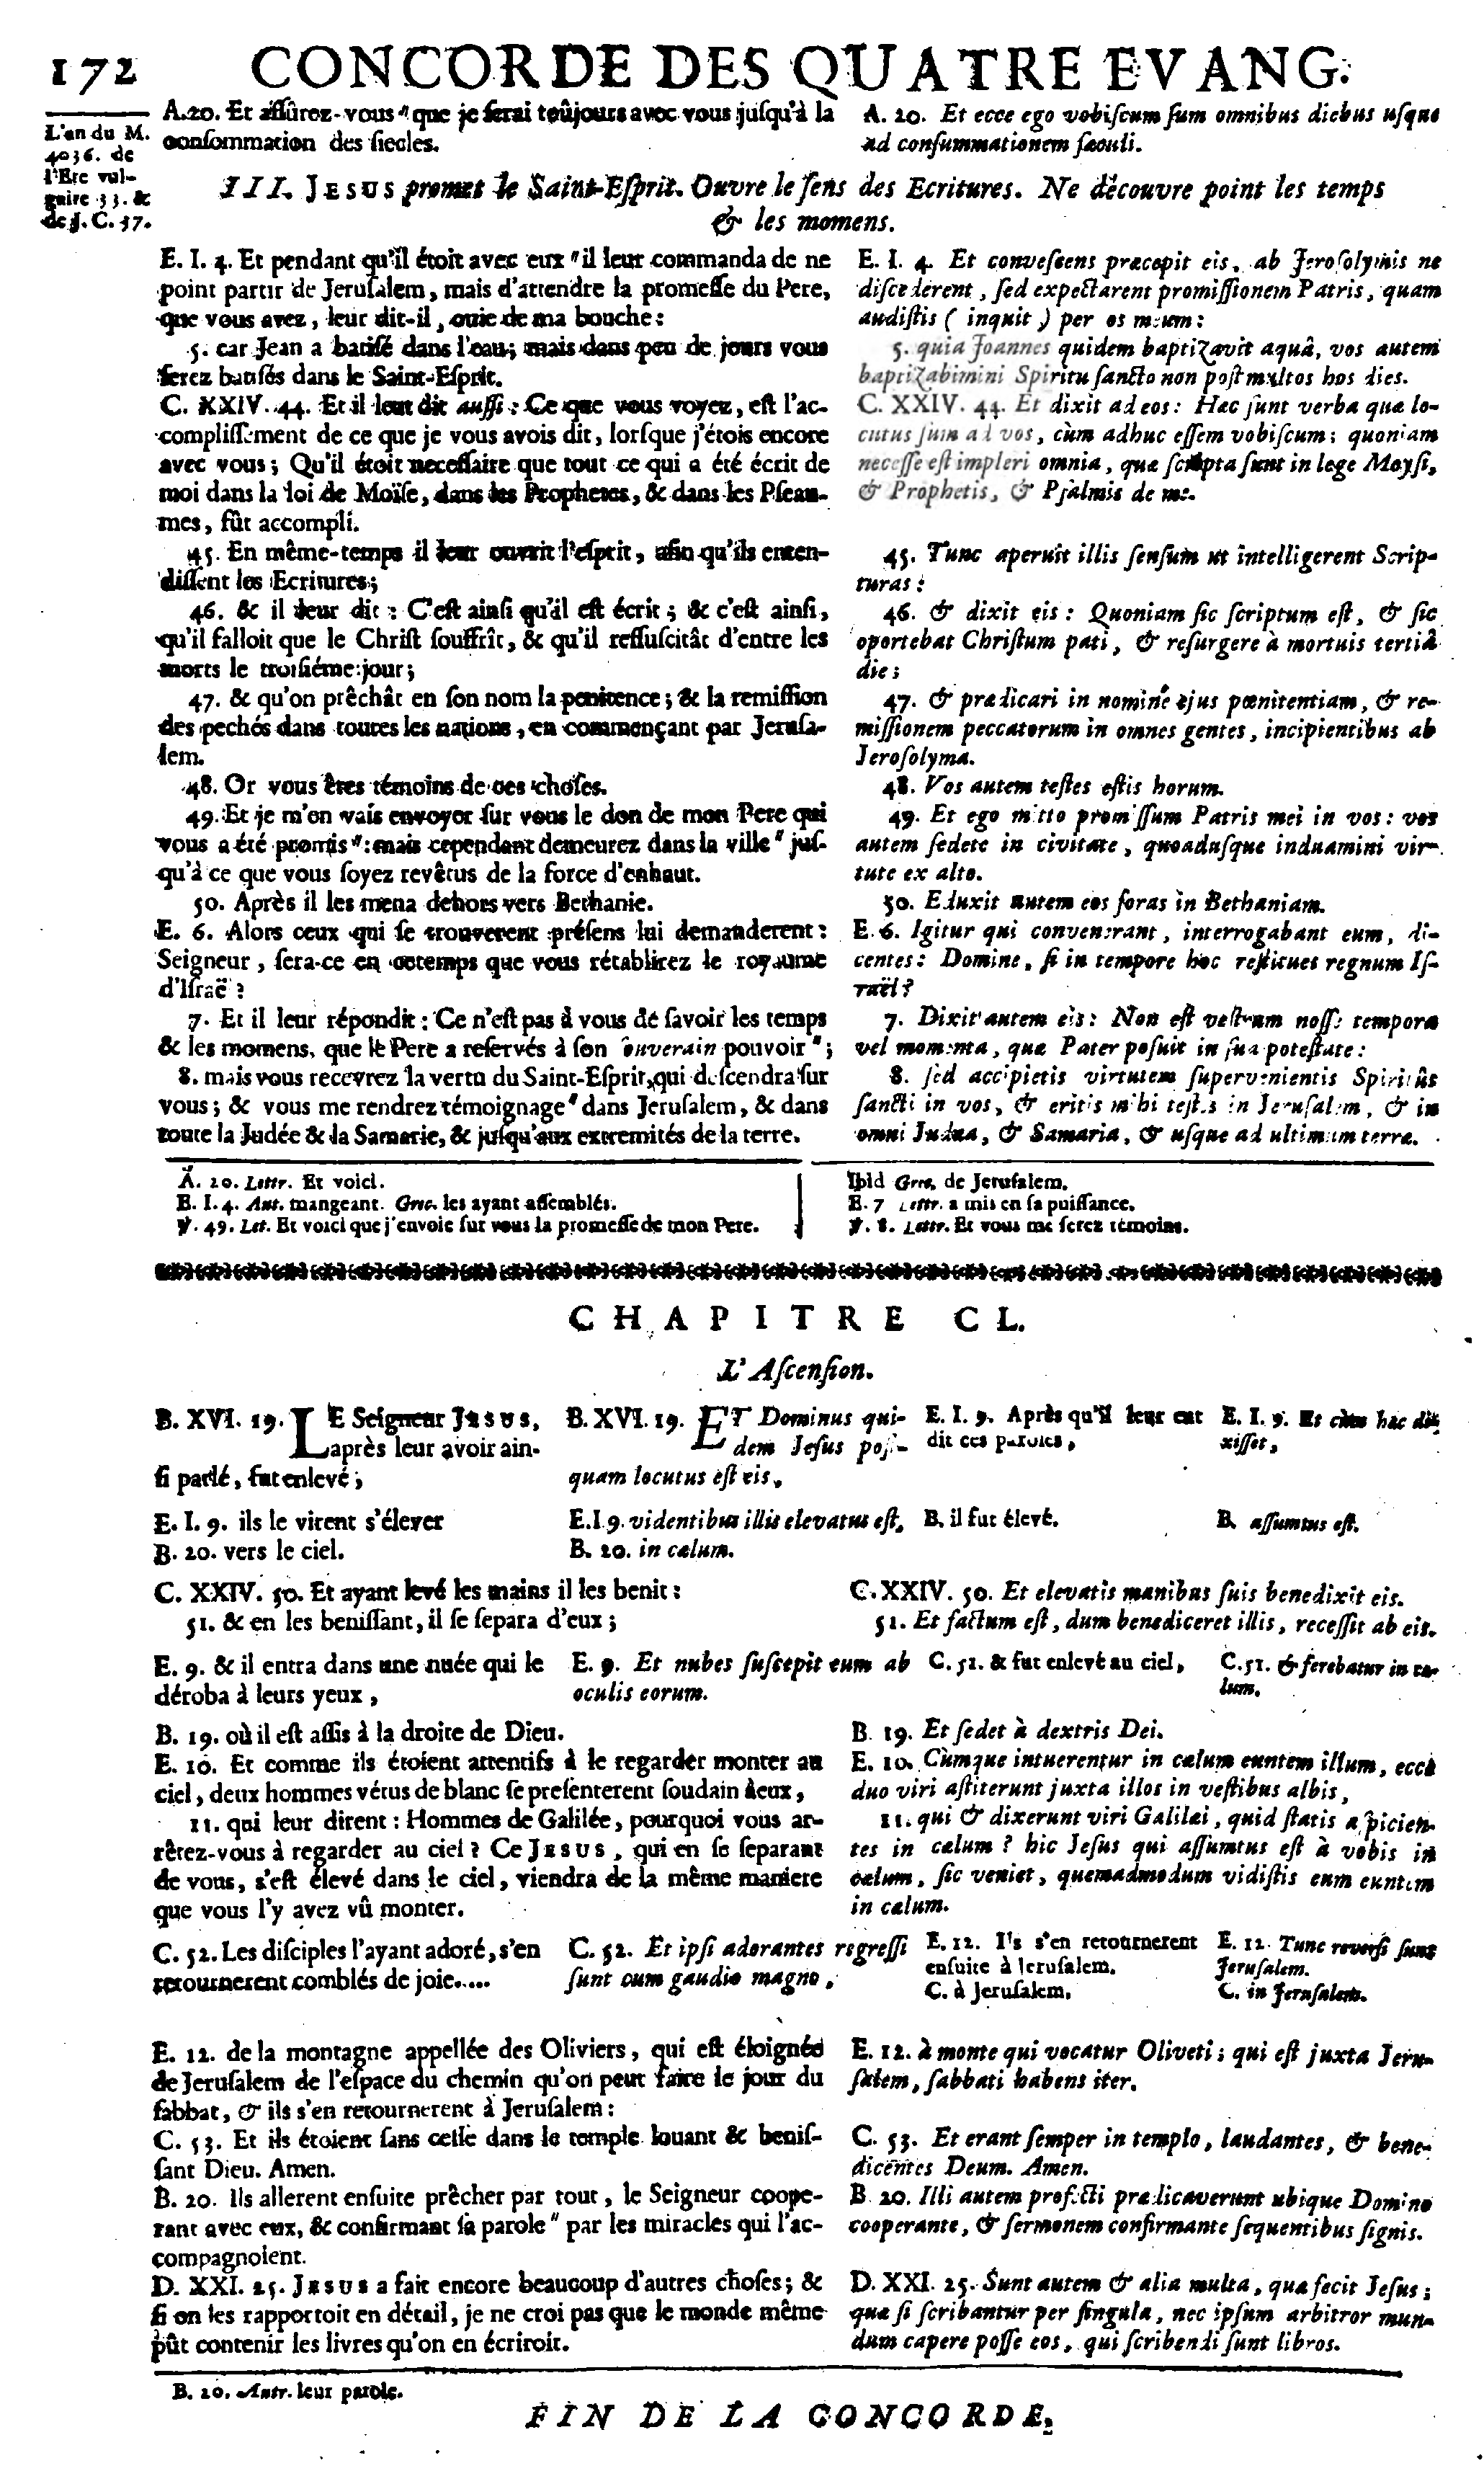 172 CONCORDE DES QUATRE EVANG.
L'an du M.
4036. de
l'Ere vul-
gaire 33. &
de J. C. 37.
A. 20. Et assûrez-vous " que je serai toûjours avec vous jusqu'à la
consommation des siecles.
A. 20. Et ecce ego vobiscum sum omnibus diebus usque
ad consummationem sæculi.
III. JESUS promet le Saint-Esprit. Ouvre le sens des Ecritures. Ne découvre point les temps
& les momens.
E. I. 4. Et pendant qu'il étoit avec eux " il leur commanda de ne
point partir de Jerusalem, mais d'attendre la promesse du Pere,
que vous avez, leur dit-il, ouie de ma bouche:
5. car Jean a batisé dans l'eau; mais dans peu de jours vous
serez batisés dans le Saint-Esprit.
C. XXIV. 44. Et il leur dit aussi: Ce que vous voyez, est l'ac-
complissement de ce que je vous avois dit, lorsque j'étois encore
avec vous; Qu'il étoit necessaire que tout ce qui a été écrit de
moi dans la loi de Moïse, dans les Prophetes, & dans les Pseau-
mes, fût accompli.
45. En même-temps il leur ouvrit l'esprit, afin qu'ils enten-
dissent les Ecritures;
46. & il leur dit: C'est ainsi qu'il est écrit; & c'est ainsi,
qu'il falloit que le Christ souffrît, & qu'il ressuscitât d'entre les
morts le troisiéme jour;
47. & qu'on prêchât en son nom la penitence; & la remission
des pechés dans toutes les nations, en commençant par Jerusa-
lem.
48. Or vous êtes témoins de ces choses.
49. Et je m'en vais envoyer sur vous le don de mon Pere qui
vous a été promis ": mais cependant demeurez dans la ville " jus-
qu'à ce que vous soyez revêtus de la force d'enhaut.
50. Après il les mena dehors vers Bethanie.
E. 6. Alors ceux qui se trouverent présens lui demanderent:
Seigneur, sera-ce en ce temps que vous rétablirez le royaume
d'Israë?
7. Et il leur répondit: Ce n'est pas à vous de savoir les temps
& les momens, que le Pere a reservés à son souverain pouvoir ";
8. mais vous recevrez la vertu du Saint-Esprit, qui descendra sur
vous; & vous me rendrez témoignage " dans Jerusalem, & dans
toute la Judée & la Samarie, & jusqu'aux extremités de la terre.
E. I. 4. Et convescens præcepit eis, ab Jerosolymis ne
discederent, sed expectarent promissionem Patris, quam
audistis ( inquit ) per os meum:
5. quia Joannes quidem baptizavit aquâ, vos autem
baptizabimini Spiritu sancto non post multos hos dies.
C. XXIV. 44. Et dixit ad eos: Hæc sunt verba quæ lo-
cutus sum ad vos, cùm adhuc essem vobiscum; quoniam
necesse est impleri omnia, quæ scripta sunt in lege Moysi,
& Prophetis, & Psalmis de me.
45. Tunc aperuit illis sensum ut intelligerent Scrip-
turas:
46. & dixit eis: Quoniam sic scriptum est, & sic
oportebat Christum pati, & resurgere à mortuis tertiâ
die;
47. & prædicari in nomine ejus pœnitentiam, & re-
missionem peccatorum in omnes gentes, incipientibus ab
Jerosolyma.
48. Vos autem testes estis horum.
49. Et ego mitto promissum Patris mei in vos: vos
autem sedete in civitate, quoadusque induamini vir-
tute ex alto.
50. Eduxit autem eos foras in Bethaniam.
E. 6. Igitur qui convenerant, interrogabant eum, di-
centes: Domine, si in tempore hoc restitues regnum Is-
raël?
7. Dixit autem eis: Non est vestrum nosse tempora
vel momenta, quæ Pater posuit in sua potestate:
8. sed accipietis virtutem supervenientis Spiritûs
sancti in vos, & eritis mihi testes in Jerusalem, & in
omni Judæa, & Samaria, & usque ad ultimum terræ.
A. 20. Lettr. Et voici.
E. I. 4. Aut. mangeant. Grec. les ayant assemblés.
℣. 49. Let. Et voici que j'envoie sur vous la promesse de mon Pere.
Ibid Grec. de Jerusalem.
E. 7 Lettr. a mis en sa puissance.
℣. 8. Lettr. Et vous me serez témoins.
CHAPITRE CL.
L'Ascension.
B. XVI. 19. LE Seigneur JESUS,
après leur avoir ain-
si parlé, fut enlevé;
B. XVI. 19. ET Dominus qui-
dem Jesus post-
quam locutus est eis,
E. I. 9. Après qu'il leur eut
dit ces paroles,
E. I. 9. Et cùm hæc di-
xisset,
E. I. 9. ils le virent s'élever
B. 20. vers le ciel.
E. I. 9. videntibus illis elevatus est,
B. 20. in cælum.
B. il fut élevé.
B. assumtus est.
C. XXIV. 50. Et ayant levé les mains il les benit:
51. & en les benissant, il se separa d'eux;
C. XXIV. 50. Et elevatis manibus suis benedixit eis.
51. Et factum est, dum benediceret illis, recessit ab eis.
E. 9. & il entra dans une nuée qui le
déroba à leurs yeux,
E. 9. Et nubes suscepit eum ab
oculis eorum.
C. 51. & fut enlevé au ciel,
C. 51. & ferebatur in cæ-
lum.
B. 19. où il est assis à la droite de Dieu.
E. 10. Et comme ils étoient attentifs à le regarder monter au
ciel, deux hommes vétus de blanc se presenterent soudain à eux,
11. qui leur dirent: Hommes de Galilée, pourquoi vous ar-
rêtez-vous à regarder au ciel? Ce JESUS, qui en se separant
de vous, s'est élevé dans le ciel, viendra de la même maniere
que vous l'y avez vû monter.
B. 19. Et sedet à dextris Dei.
E. 10. Cùmque intuerentur in cælum euntem illum, ecce
duo viri astiterunt juxta illos in vestibus albis,
11. qui & dixerunt viri Galilæi, quid statis aspicien-
tes in cælum? hic Jesus qui assumtus est à vobis in
cælum, sic veniet, quemadmodum vidistis eum euntem
in cælum.
C. 52. Les disciples l'ayant adoré, s'en
retournerent comblés de joie.....
C. 52. Et ipsi adorantes regressi
sunt cum gaudio magno,
E. 12. Ils s'en retournerent
ensuite à Jerusalem.
C. à Jerusalem.
E. 12. Tunc reversi sunt
Jerusalem.
C. in Jerusalem.
E. 12. de la montagne appellée des Oliviers, qui est éloignée
de Jerusalem de l'espace du chemin qu'on peut faire le jour du
sabbat, & ils s'en retournerent à Jerusalem:
C. 53. Et ils étoient sans cesse dans le temple louant & benis-
sant Dieu. Amen.
B. 20. Ils allerent ensuite prêcher par tout, le Seigneur coope-
rant avec eux, & confirmant sa parole " par les miracles qui l'ac-
compagnoient.
D. XXI. 25. JESUS a fait encore beaucoup d'autres choses; &
si on les rapportoit en détail, je ne croi pas que le monde même
pût contenir les livres qu'on en écriroit.
E. 12. à monte qui vocatur Oliveti; qui est juxta Jeru-
salem, sabbati habens iter.
C. 53. Et erant semper in templo, laudantes, & bene-
dicentes Deum. Amen.
B 20. Illi autem profecti prædicaverunt ubique Domino
cooperante, & sermonem confirmante sequentibus signis.
D. XXI. 25. Sunt autem & alia multa, quæ fecit Jesus;
quæ si scribantur per singula, nec ipsum arbitror mun-
dum capere posse eos, qui scribendi sunt libros.
B. 20. Autr. leur parole.
FIN DE LA CONCORDE.